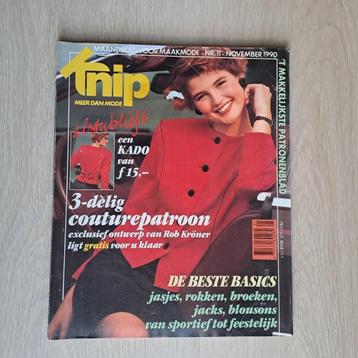 MAANDBLAD VOOR MAAKMODE - NR. 11 - NOVEMBER 1990
knip
MEER DAN MODE
'T MAKKELIJKSTE PATRONENBLAD
een
KADO
van
f 15,-
3-dèlig
couturepatroon
exclusief ontwerp van Rob Kröner
ligt gratis voor u klaar
DE BESTE BASICS
jasjes, rokken, broeken,
jacks, blousons
van sportief tot feestelijk